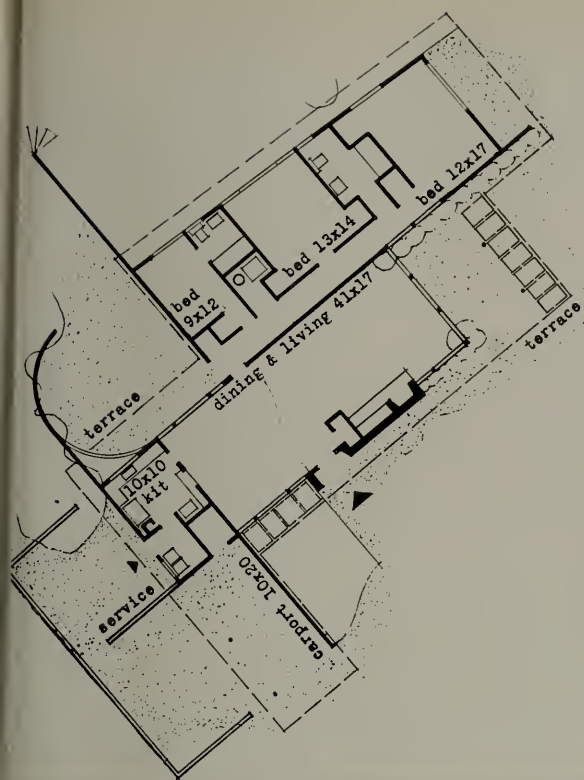 bed 12x17
bed 13x14
bed
9x12
dining & living 41x17
terrace
terrace
10x10
kit
service
carport 10x20